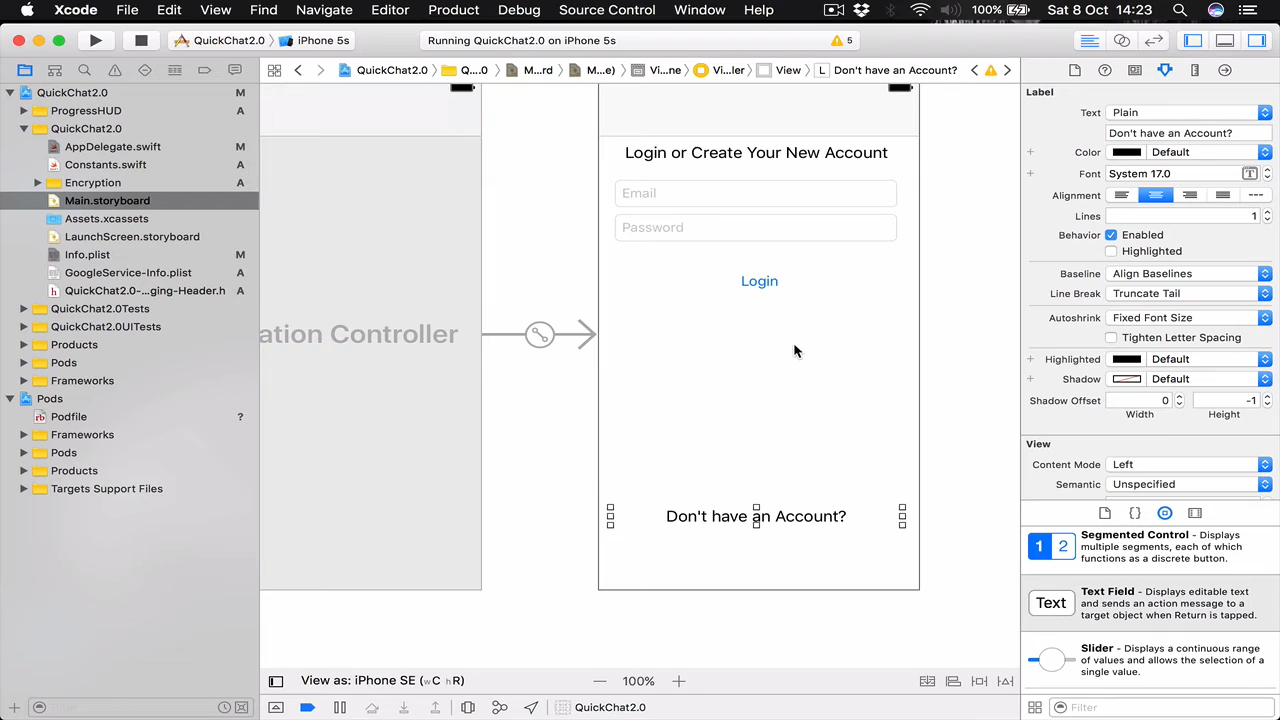 Xcode File Edit View Find Navigate Editor Product Debug Source Control Window Help 100% Sat 8 Oct 14:23
QuickChat2.0 iPhone 5s Running QuickChat2.0 on iPhone 5s 5
QuickChat2.0 Q....0 M...rd M...e) Vi...ne Vi...ler View L Don't have an Account?
QuickChat2.0 M
ProgressHUD A
QuickChat2.0
AppDelegate.swift M
Constants.swift A
Encryption A
Main.storyboard
Assets.xcassets
LaunchScreen.storyboard
Info.plist M
GoogleService-Info.plist A
QuickChat2.0-...ging-Header.h A
QuickChat2.0Tests
QuickChat2.0UITests
Products
Pods
Frameworks
Pods
Podfile ?
Frameworks
Pods
Products
Targets Support Files
ation Controller
Login or Create Your New Account
Email
Password
Login
Don't have an Account?
View as: iPhone SE (wC hR) 100%
QuickChat2.0
Label
Text Plain
Don't have an Account?
Color Default
Font System 17.0 T
Alignment
Lines 1
Behavior Enabled
Highlighted
Baseline Align Baselines
Line Break Truncate Tail
Autoshrink Fixed Font Size
Tighten Letter Spacing
Highlighted Default
Shadow Default
Shadow Offset 0 -1
Width Height
View
Content Mode Left
Semantic Unspecified
1 2
Segmented Control - Displays
multiple segments, each of which
functions as a discrete button.
Text
Text Field - Displays editable text
and sends an action message to a
target object when Return is tapped.
Slider - Displays a continuous range
of values and allows the selection of a
single value.
Filter